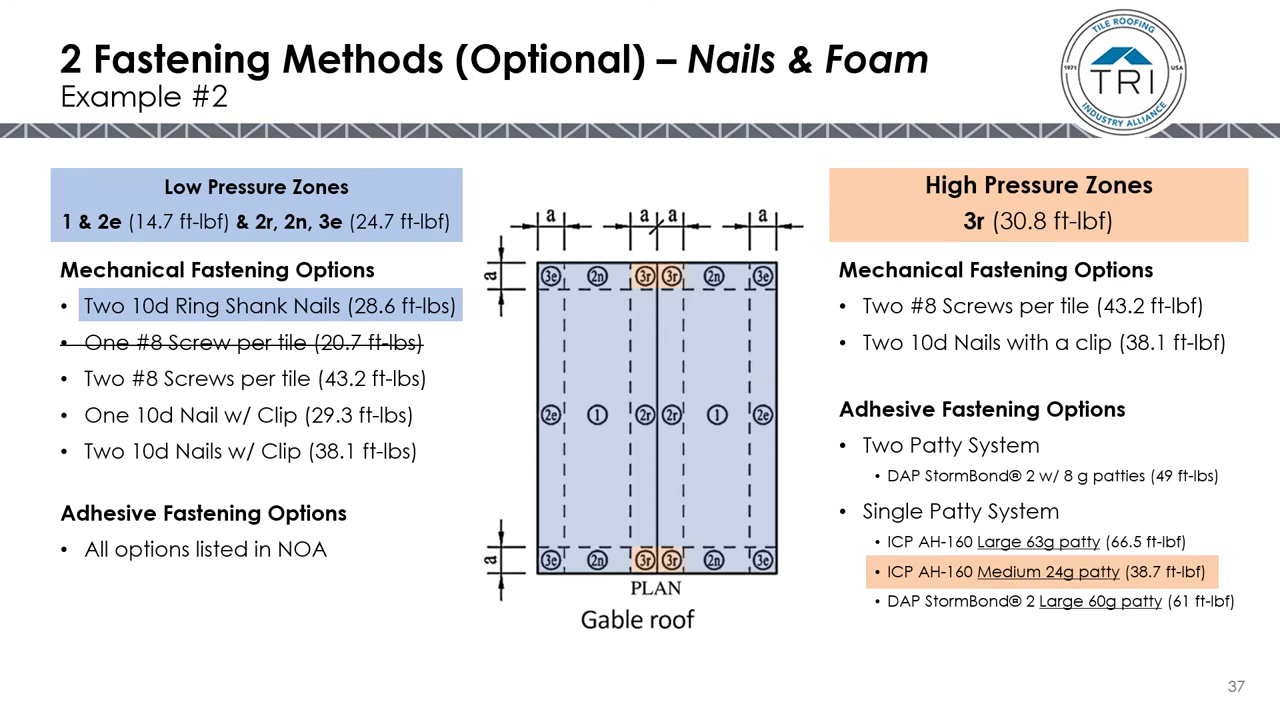 2 Fastening Methods (Optional) – Nails & Foam
Example #2
TILE ROOFING
1921
USA
TRI
INDUSTRY ALLIANCE
Low Pressure Zones
1 & 2e (14.7 ft-lbf) & 2r, 2n, 3e (24.7 ft-lbf)
Mechanical Fastening Options
• Two 10d Ring Shank Nails (28.6 ft-lbs)
• One #8 Screw per tile (20.7 ft-lbs)
• Two #8 Screws per tile (43.2 ft-lbs)
• One 10d Nail w/ Clip (29.3 ft-lbs)
• Two 10d Nails w/ Clip (38.1 ft-lbs)
Adhesive Fastening Options
• All options listed in NOA
a a a a
a
3e 2n 3r 3r 2n 3e
2e 1 2r 2r 1 2e
a
3e 2n 3r 3r 2n 3e
PLAN
Gable roof
High Pressure Zones
3r (30.8 ft-lbf)
Mechanical Fastening Options
• Two #8 Screws per tile (43.2 ft-lbf)
• Two 10d Nails with a clip (38.1 ft-lbf)
Adhesive Fastening Options
• Two Patty System
• DAP StormBond® 2 w/ 8 g patties (49 ft-lbs)
• Single Patty System
• ICP AH-160 Large 63g patty (66.5 ft-lbf)
• ICP AH-160 Medium 24g patty (38.7 ft-lbf)
• DAP StormBond® 2 Large 60g patty (61 ft-lbf)
37